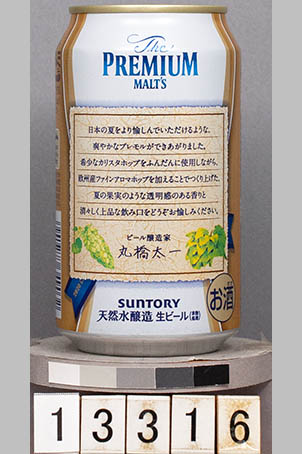 The
PREMIUM
MALT'S
日本の夏をより愉しんでいただけるような、
爽やかなプレモルができあがりました。
希少なカリスタホップをふんだんに使用しながら、
欧州産ファインアロマホップを加えることでつくり上げた、
夏の果実のような透明感のある香りと
清々しく上品な飲み口をどうぞお愉しみください。
ビール醸造家
丸橋太一
SUNTORY
天然水醸造 生ビール
お酒
13316